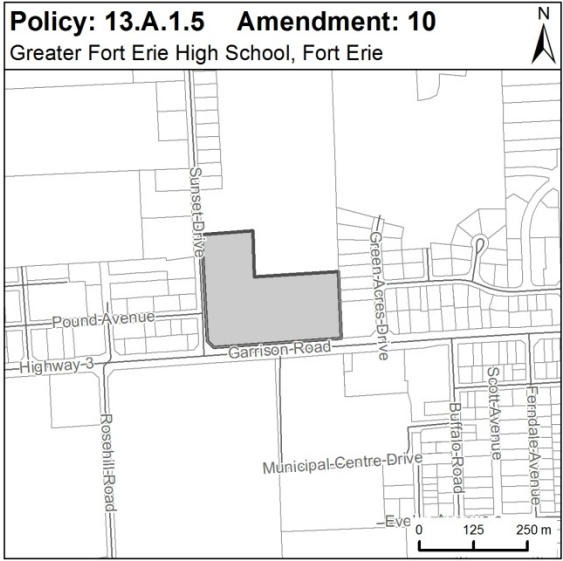 Policy: 13.A.1.5 Amendment: 10
Greater Fort Erie High School, Fort Erie
N
Sunset-Drive
Green-Acres-Drive
Pound-Avenue
Garrison-Road
Highway-3
Rosehill-Road
Municipal-Centre-Drive
Buffalo-Road
Scott-Avenue
Ferndale-Avenue
0 125 250 m